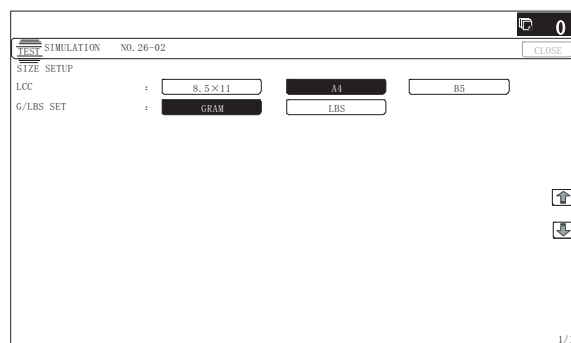 0
TEST SIMULATION NO.26-02 CLOSE
SIZE SETUP
LCC : 8.5×11 A4 B5
G/LBS SET : GRAM LBS
1/1